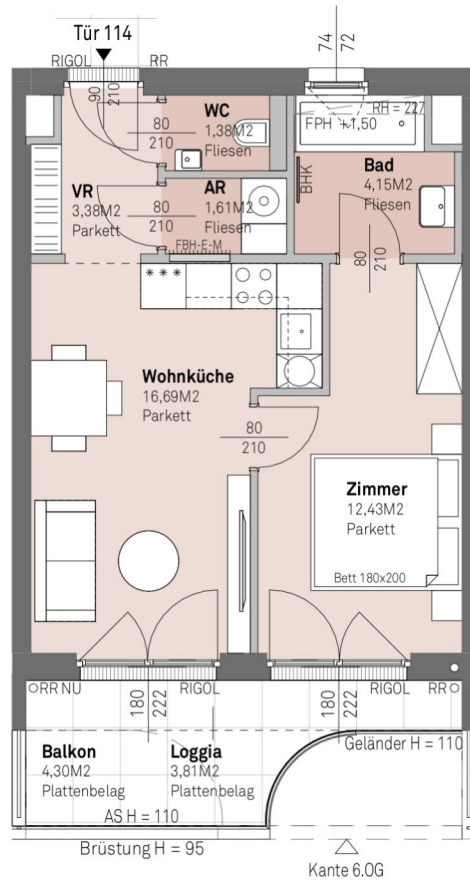 Tür 114
74
72
RIGOL
RR
90
210
RH = 227
FPH +1,50
WC
1,38M2
Fliesen
80
210
Bad
4,15M2
Fliesen
BHK
VR
3,38M2
Parkett
AR
1,61M2
Fliesen
80
210
FBH-E-M
80
210
***
Wohnküche
16,69M2
Parkett
80
210
Zimmer
12,43M2
Parkett
Bett 180x200
RR NU
180
222
RIGOL
180
222
RIGOL
RR
Balkon
4,30M2
Plattenbelag
Loggia
3,81M2
Plattenbelag
Geländer H = 110
AS H = 110
Brüstung H = 95
Kante 6.OG